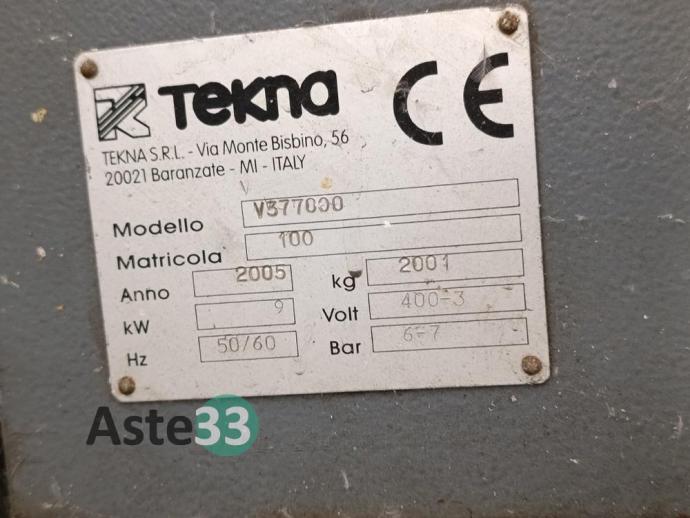 TEKNA CE
TEKNA S.R.L. - Via Monte Bisbino, 56
20021 Baranzate - MI - ITALY
Modello V377000
Matricola 100
Anno 2005 kg 2001
kW 9 Volt 400-3
Hz 50/60 Bar 6-7
Aste33